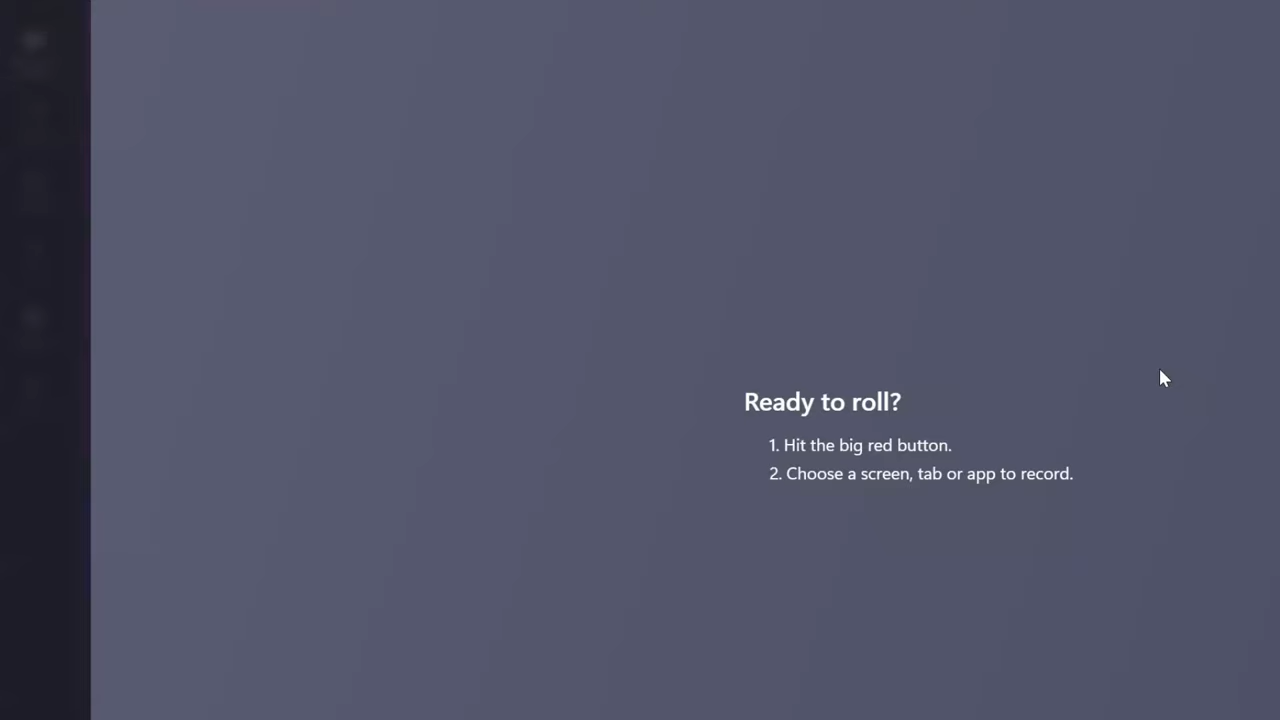 Ready to roll?
1. Hit the big red button.
2. Choose a screen, tab or app to record.